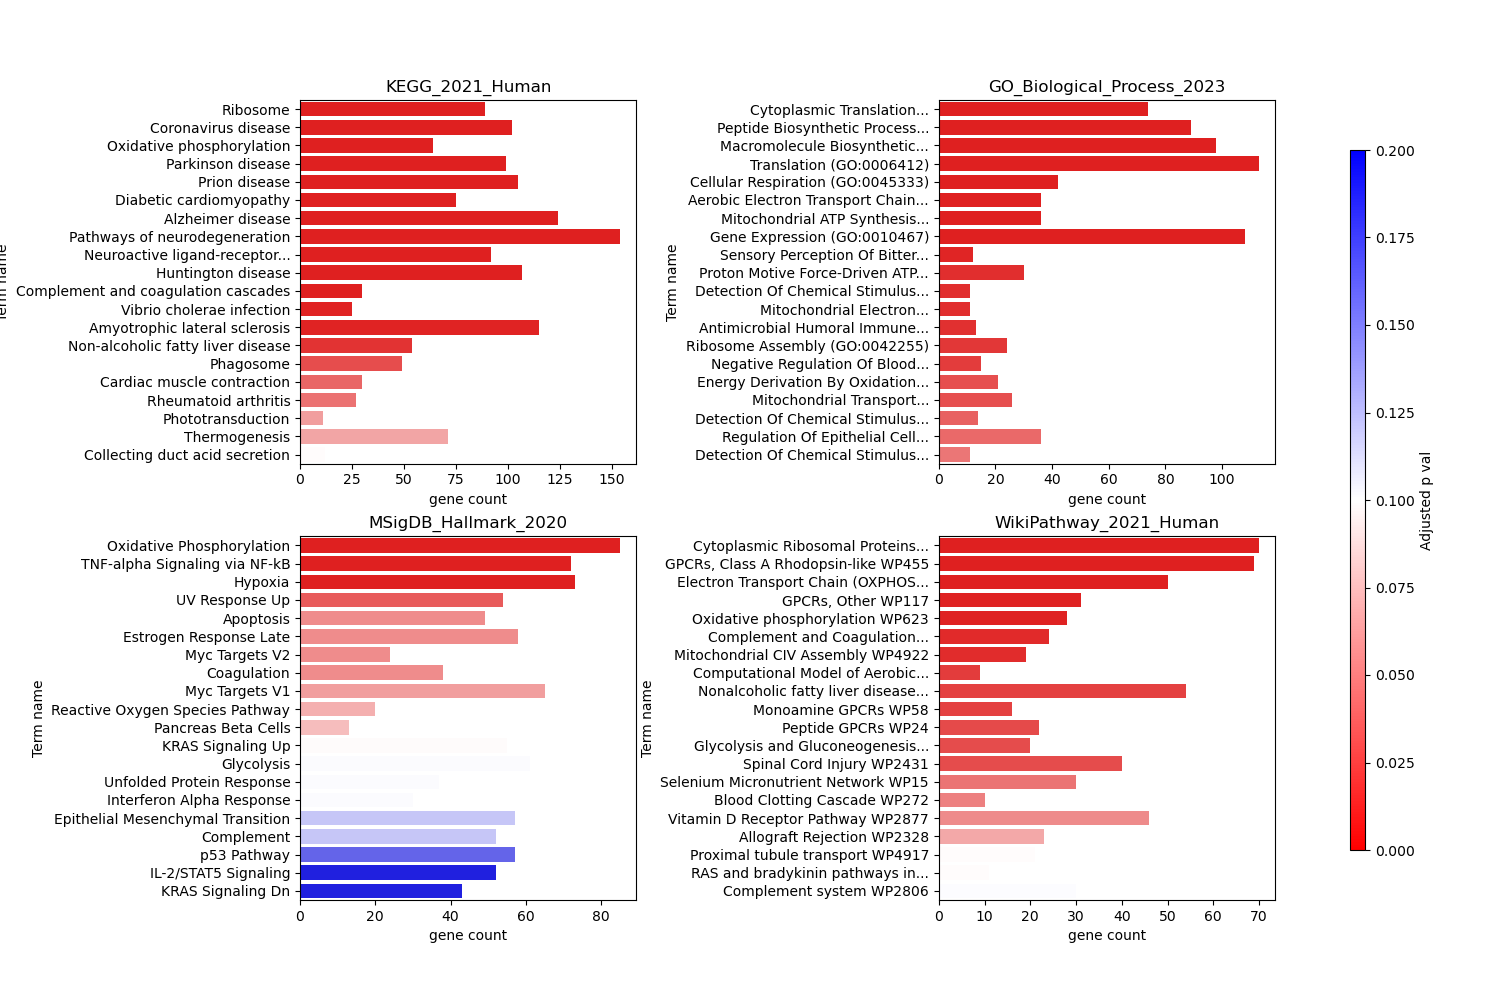 KEGG_2021_Human
Ribosome
Coronavirus disease
Oxidative phosphorylation
Parkinson disease
Prion disease
Diabetic cardiomyopathy
Alzheimer disease
Pathways of neurodegeneration
Neuroactive ligand-receptor...
Huntington disease
Complement and coagulation cascades
Vibrio cholerae infection
Amyotrophic lateral sclerosis
Non-alcoholic fatty liver disease
Phagosome
Cardiac muscle contraction
Rheumatoid arthritis
Phototransduction
Thermogenesis
Collecting duct acid secretion
Term name
0 25 50 75 100 125 150
gene count
GO_Biological_Process_2023
Cytoplasmic Translation...
Peptide Biosynthetic Process...
Macromolecule Biosynthetic...
Translation (GO:0006412)
Cellular Respiration (GO:0045333)
Aerobic Electron Transport Chain...
Mitochondrial ATP Synthesis...
Gene Expression (GO:0010467)
Sensory Perception Of Bitter...
Proton Motive Force-Driven ATP...
Detection Of Chemical Stimulus...
Mitochondrial Electron...
Antimicrobial Humoral Immune...
Ribosome Assembly (GO:0042255)
Negative Regulation Of Blood...
Energy Derivation By Oxidation...
Mitochondrial Transport...
Detection Of Chemical Stimulus...
Regulation Of Epithelial Cell...
Detection Of Chemical Stimulus...
Term name
0 20 40 60 80 100
gene count
MSigDB_Hallmark_2020
Oxidative Phosphorylation
TNF-alpha Signaling via NF-kB
Hypoxia
UV Response Up
Apoptosis
Estrogen Response Late
Myc Targets V2
Coagulation
Myc Targets V1
Reactive Oxygen Species Pathway
Pancreas Beta Cells
KRAS Signaling Up
Glycolysis
Unfolded Protein Response
Interferon Alpha Response
Epithelial Mesenchymal Transition
Complement
p53 Pathway
IL-2/STAT5 Signaling
KRAS Signaling Dn
Term name
0 20 40 60 80
gene count
WikiPathway_2021_Human
Cytoplasmic Ribosomal Proteins...
GPCRs, Class A Rhodopsin-like WP455
Electron Transport Chain (OXPHOS...
GPCRs, Other WP117
Oxidative phosphorylation WP623
Complement and Coagulation...
Mitochondrial CIV Assembly WP4922
Computational Model of Aerobic...
Nonalcoholic fatty liver disease...
Monoamine GPCRs WP58
Peptide GPCRs WP24
Glycolysis and Gluconeogenesis...
Spinal Cord Injury WP2431
Selenium Micronutrient Network WP15
Blood Clotting Cascade WP272
Vitamin D Receptor Pathway WP2877
Allograft Rejection WP2328
Proximal tubule transport WP4917
RAS and bradykinin pathways in...
Complement system WP2806
Term name
0 10 20 30 40 50 60 70
gene count
0.200
0.175
0.150
0.125
0.100
0.075
0.050
0.025
0.000
Adjusted p val